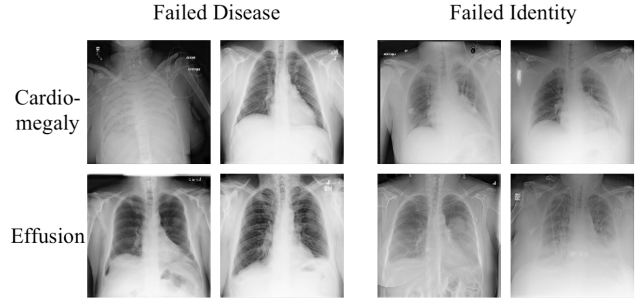 Failed Disease
Failed Identity
Cardio-
megaly
Effusion